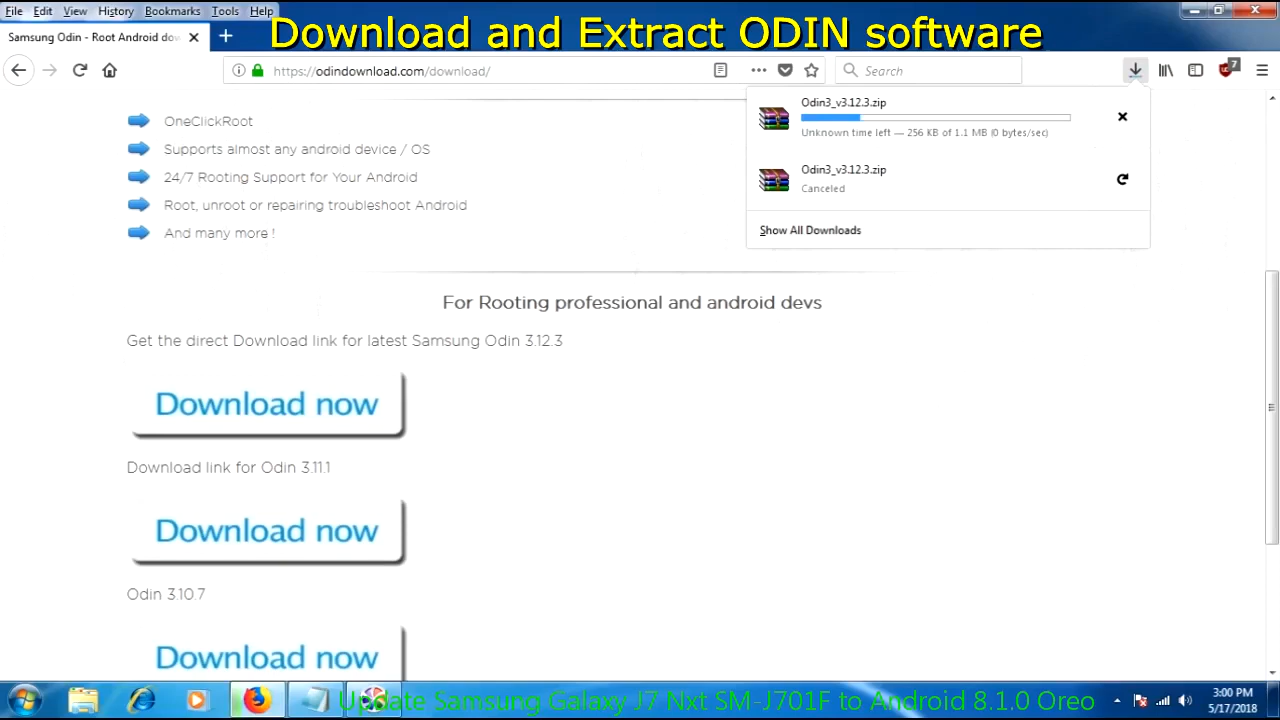 File Edit View History Bookmarks Tools Help
Download and Extract ODIN software
Samsung Odin - Root Android dov
https://odindownload.com/download/
Search
7
Odin3_v3.12.3.zip
Unknown time left — 256 KB of 1.1 MB (0 bytes/sec)
Odin3_v3.12.3.zip
Canceled
Show All Downloads
OneClickRoot
Supports almost any android device / OS
24/7 Rooting Support for Your Android
Root, unroot or repairing troubleshoot Android
And many more !
For Rooting professional and android devs
Get the direct Download link for latest Samsung Odin 3.12.3
Download now
Download link for Odin 3.11.1
Download now
Odin 3.10.7
Download now
Update Samsung Galaxy J7 Nxt SM-J701F to Android 8.1.0 Oreo
3:00 PM
5/17/2018